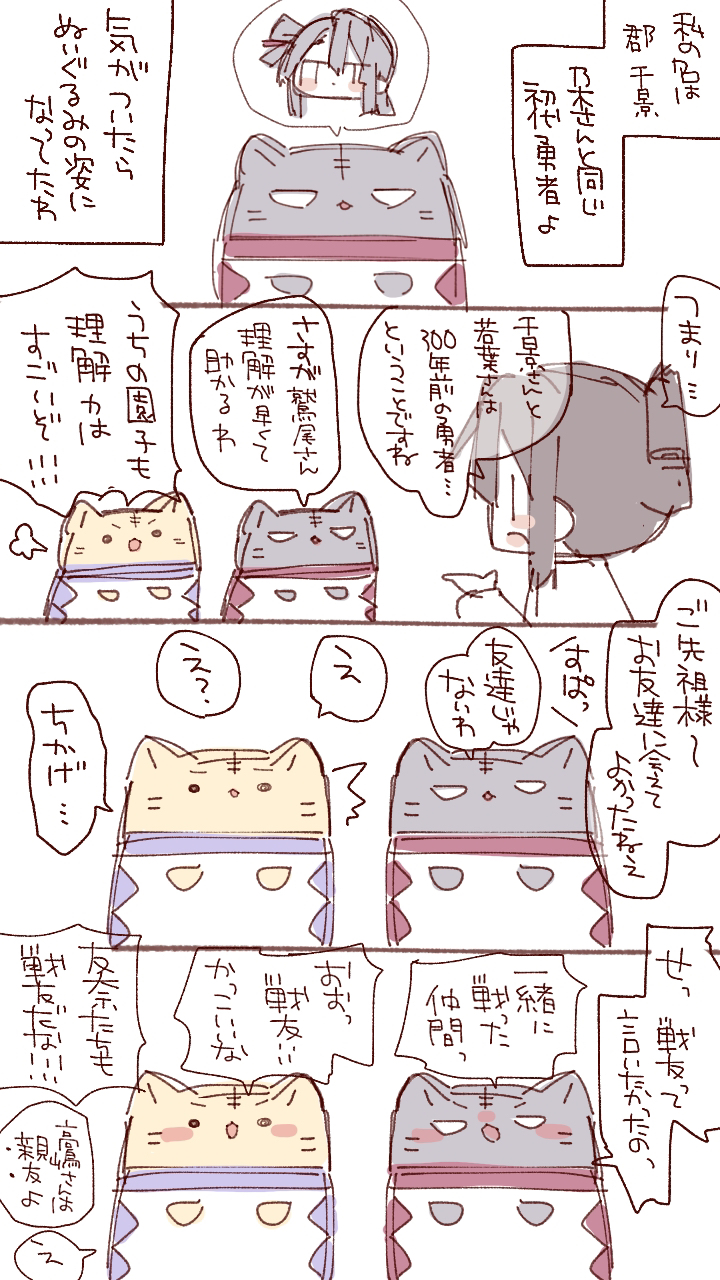 私の名は
郡 千景
乃木さんと同じ
初代勇者よ
気がついたら
ぬいぐるみの姿に
なってたわ
つまり…
千景さんと
若葉さんは
300年前の勇者…
ということですね
さすが鷲尾さん
理解が早くて
助かるわ
うちの園子も
理解力は
すごいぞ…!!
ご先祖様〜
お友達に会えて
よかったねぇ
すぱっ
友達じゃ
ないわ
え
え?
ちかげ…
せっ
戦友って
言いたかったの
一緒に
戦った
仲間っ
おおっ
戦友…
かっこいいな
友奈たちも
戦友だな!!!
高嶋さんは
親友よ
え